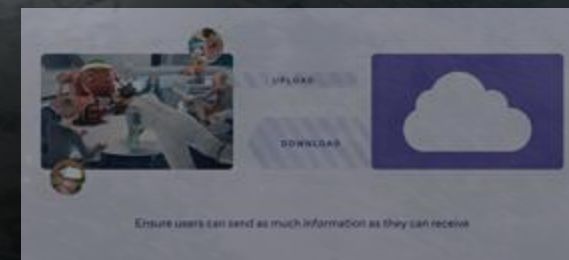 UPLOAD
DOWNLOAD
Ensure users can send as much information as they can receive